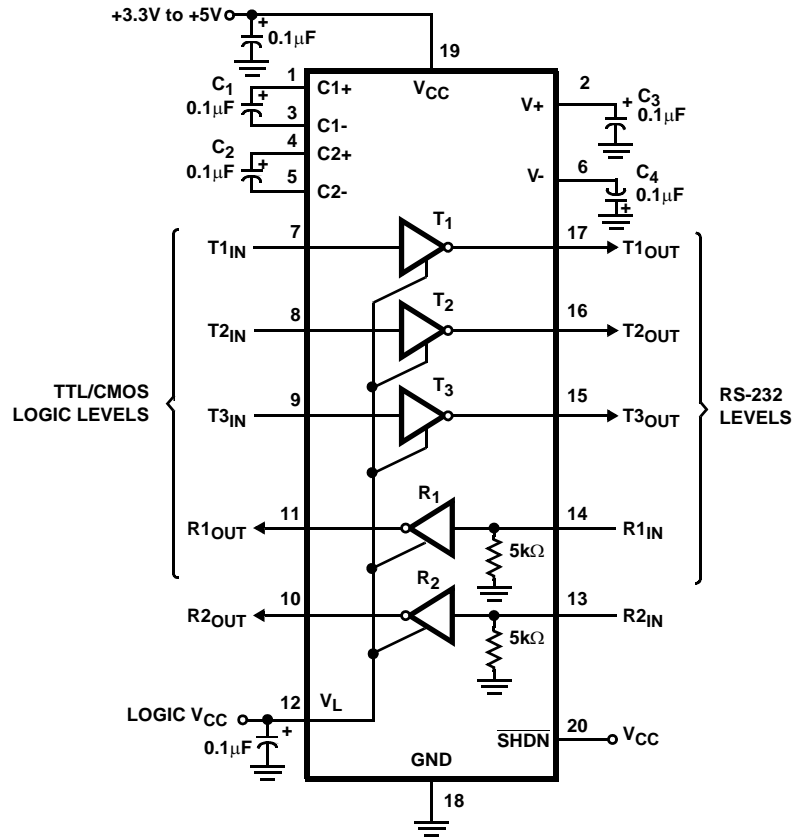 +3.3V to +5V
+
0.1μF
19
1
C1+
VCC
2
C1
0.1μF
+
V+
+
C3
0.1μF
3
C1-
4
C2+
C2
0.1μF
+
5
C2-
V-
6
C4
0.1μF
+
T1
7
17
T1IN
T1OUT
T2
8
16
T2IN
T2OUT
TTL/CMOS
LOGIC LEVELS
T3
9
15
T3IN
T3OUT
RS-232
LEVELS
R1
11
14
R1OUT
R1IN
5kΩ
R2
10
13
R2OUT
R2IN
5kΩ
12
VL
LOGIC VCC
+
0.1μF
SHDN
20
VCC
GND
18